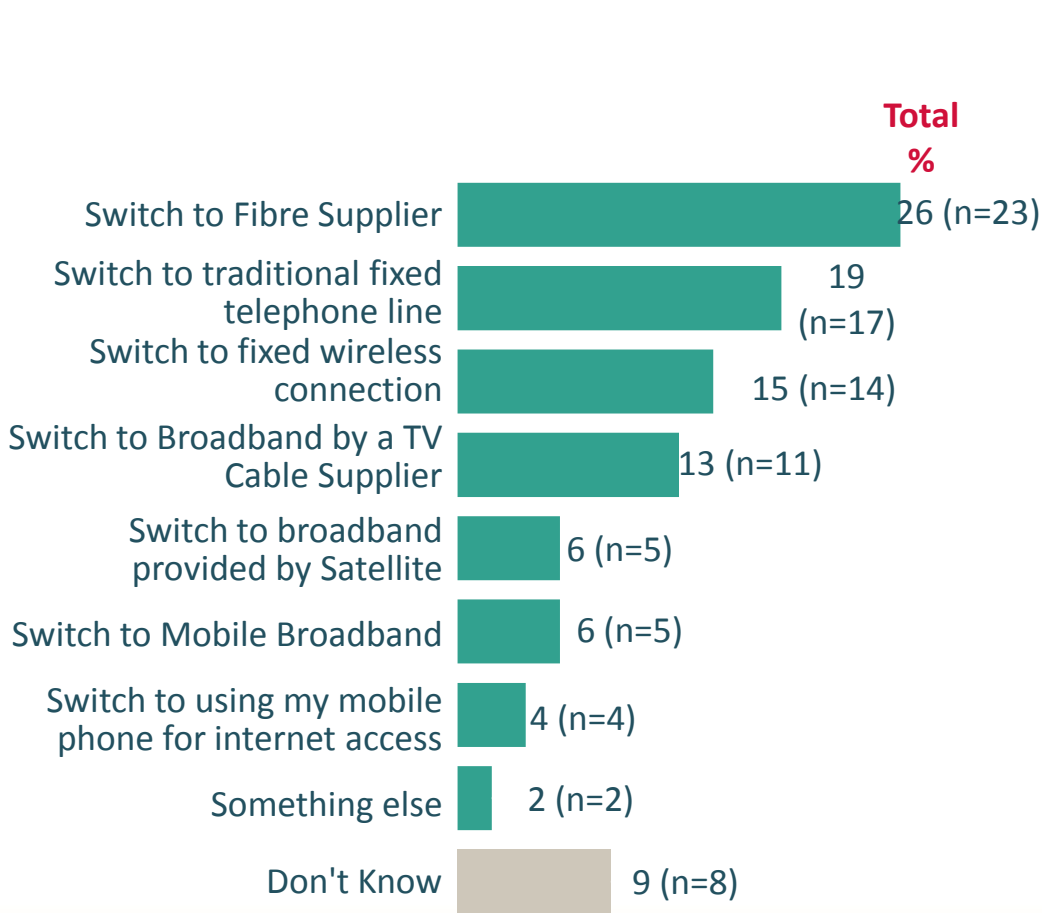 Total
%
Switch to Fibre Supplier
26 (n=23)
Switch to traditional fixed
telephone line
19
(n=17)
Switch to fixed wireless
connection
15 (n=14)
Switch to Broadband by a TV
Cable Supplier
13 (n=11)
Switch to broadband
provided by Satellite
6 (n=5)
Switch to Mobile Broadband
6 (n=5)
Switch to using my mobile
phone for internet access
4 (n=4)
Something else
2 (n=2)
Don't Know
9 (n=8)